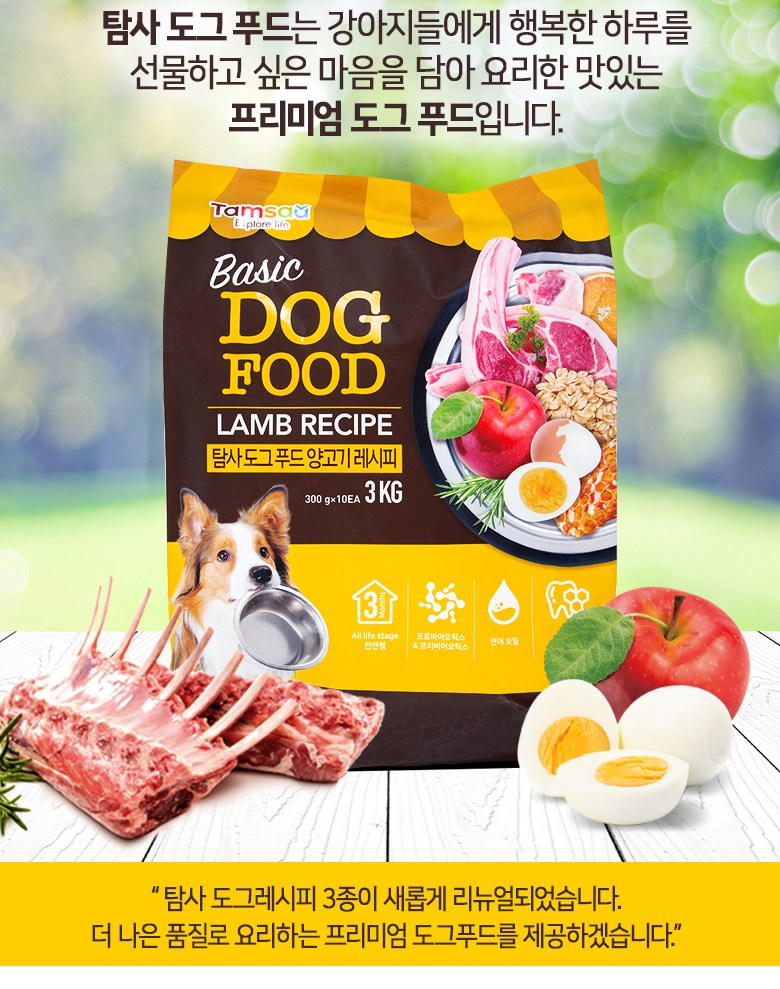 탐사 도그 푸드는 강아지들에게 행복한 하루를
선물하고 싶은 마음을 담아 요리한 맛있는
프리미엄 도그 푸드입니다.
Tamsaa
Explore life
Basic
DOG
FOOD
LAMB RECIPE
탐사 도그 푸드 양고기 레시피
300 g×10EA 3 KG
3 Months
All life stage
전연령
프로바이오틱스
& 프리바이오틱스
연어 오일
“ 탐사 도그레시피 3종이 새롭게 리뉴얼되었습니다.
더 나은 품질로 요리하는 프리미엄 도그푸드를 제공하겠습니다.”